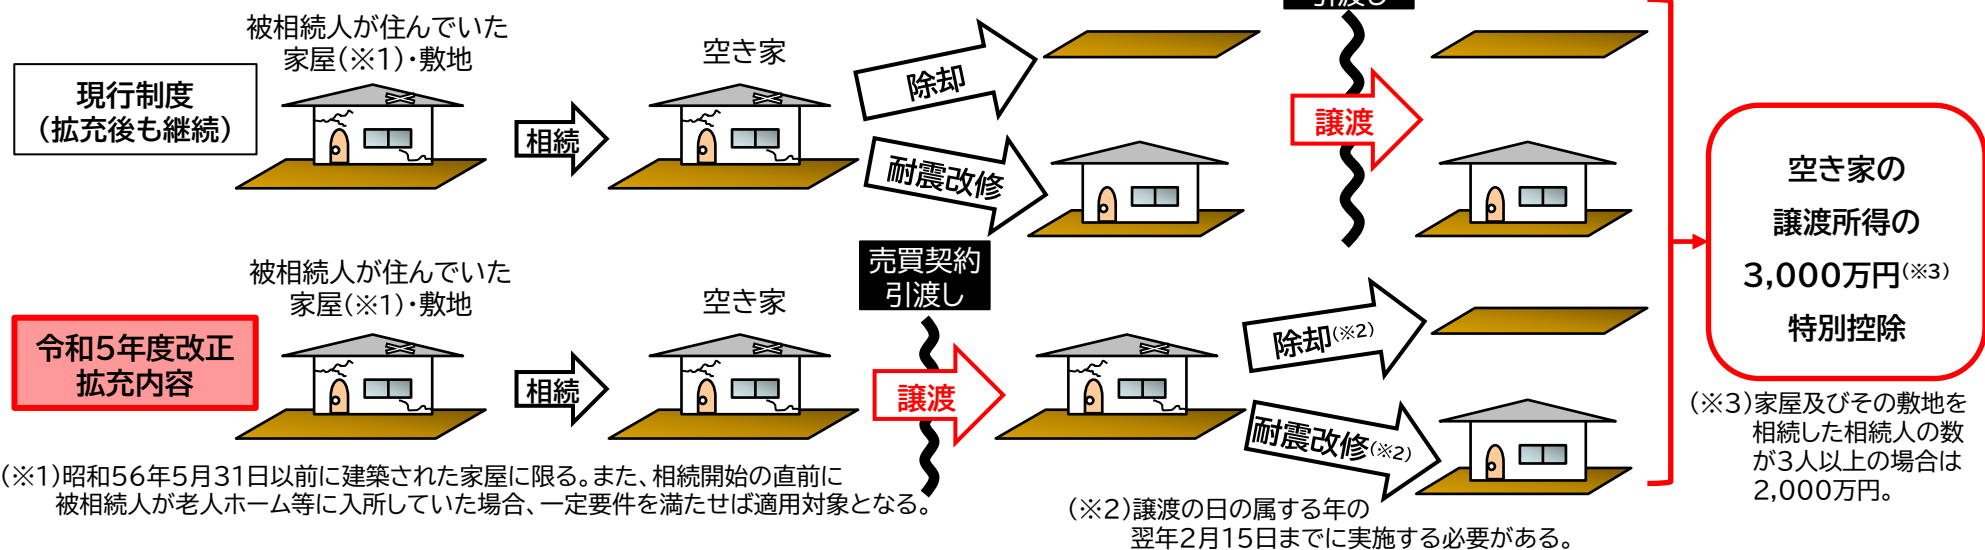 引渡し
被相続人が住んでいた
家屋(※1)・敷地
空き家
除却
現行制度
(拡充後も継続)
相続
譲渡
耐震改修
空き家の
譲渡所得の
3,000万円(※3)
特別控除
売買契約
引渡し
被相続人が住んでいた
家屋(※1)・敷地
空き家
除却(※2)
令和5年度改正
拡充内容
相続
譲渡
耐震改修(※2)
(※3)家屋及びその敷地を
相続した相続人の数
が3人以上の場合は
2,000万円。
(※1)昭和56年5月31日以前に建築された家屋に限る。また、相続開始の直前に
被相続人が老人ホーム等に入所していた場合、一定要件を満たせば適用対象となる。
(※2)譲渡の日の属する年の
翌年2月15日までに実施する必要がある。